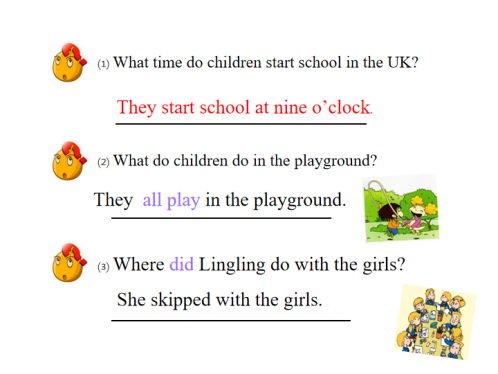 (1) What time do children start school in the UK?
They start school at nine o’clock.
(2) What do children do in the playground?
They all play in the playground.
(3) Where did Lingling do with the girls?
She skipped with the girls.